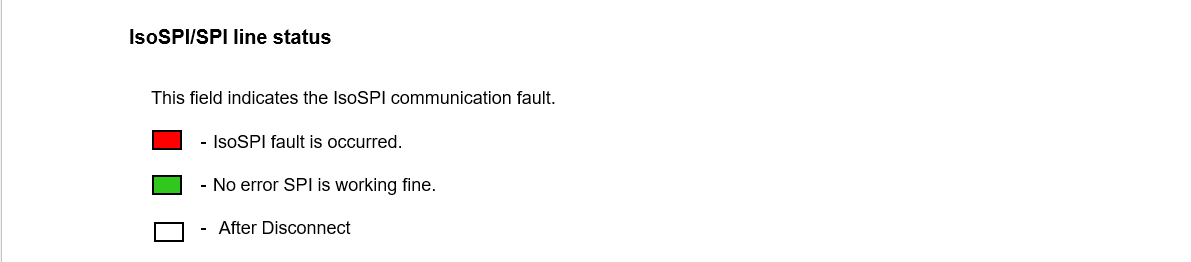 IsoSPI/SPI line status
This field indicates the IsoSPI communication fault.
- IsoSPI fault is occurred.
- No error SPI is working fine.
- After Disconnect